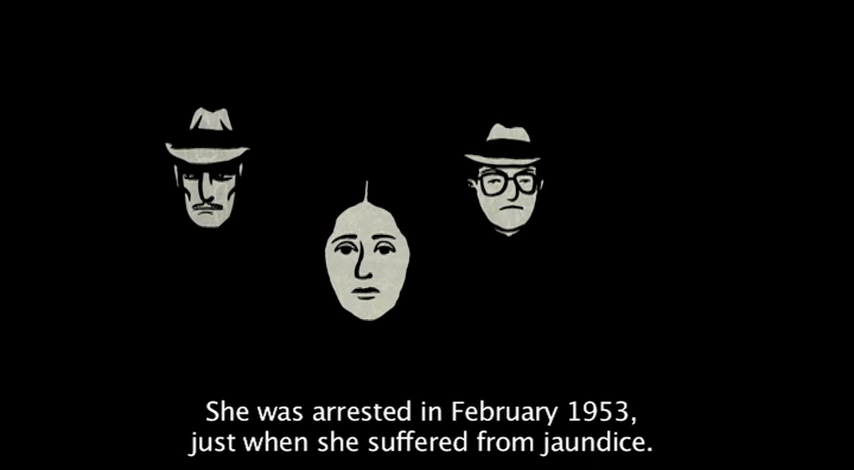 She was arrested in February 1953,
just when she suffered from jaundice.